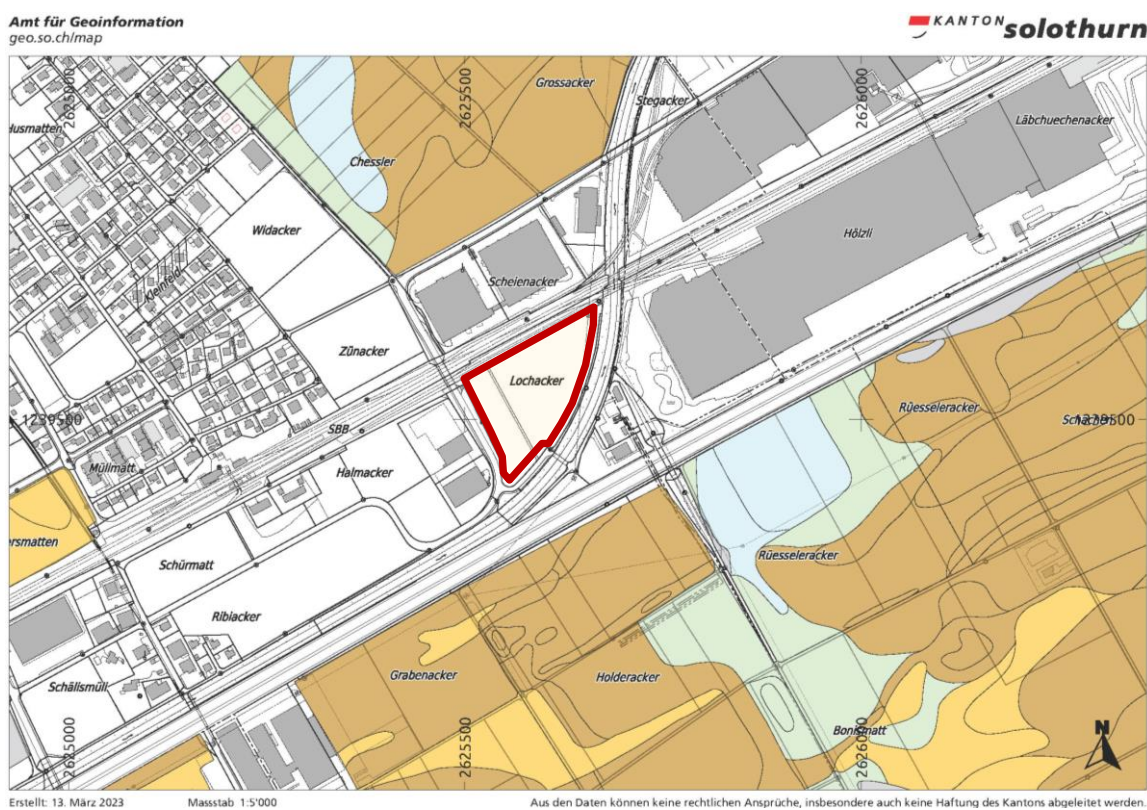 Amt für Geoinformation
geo.so.ch/map
KANTON solothurn
2625000
2625500
2626000
Grossacker
Stegacker
Läbchuechenacker
Husmatten
Chessler
Widacker
Hölzli
Kleinfeld
Scheienacker
Zünacker
Lochacker
Rüesseleracker
1239500
1239500
SBB
Müllmatt
Halmacker
ersmatten
Schürmatt
Rüesseleracker
Ribiacker
Grabenacker
Holderacker
Schällsmüli
Bonismatt
N
2625000
2625500
2626000
Erstellt: 13. März 2023 Massstab 1:5'000 Aus den Daten können keine rechtlichen Ansprüche, insbesondere auch keine Haftung des Kantons abgeleitet werden.